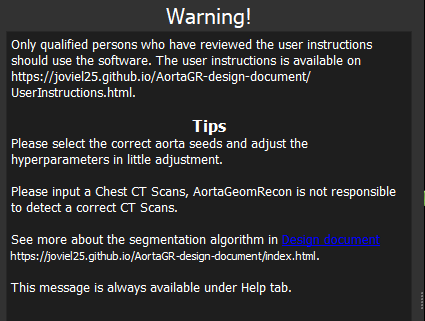 Warning!
Only qualified persons who have reviewed the user instructions
should use the software. The user instructions is available on
https://joviel25.github.io/AortaGR-design-document/
UserInstructions.html.
Tips
Please select the correct aorta seeds and adjust the
hyperparameters in little adjustment.
Please input a Chest CT Scans, AortaGeomRecon is not responsible
to detect a correct CT Scans.
See more about the segmentation algorithm in Design document
https://joviel25.github.io/AortaGR-design-document/index.html.
This message is always available under Help tab.